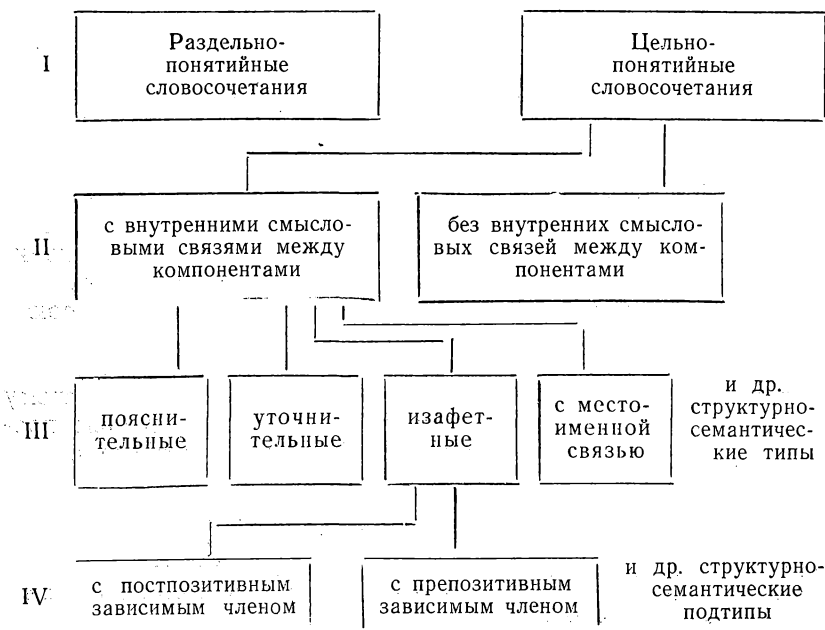 I
Раздельно-
понятийные
словосочетания
Цельно-
понятийные
словосочетания
II
с внутренними смысло-
выми связями между
компонентами
без внутренних смысло-
вых связей между ком-
понентами
III
поясни-
тельные
уточни-
тельные
изафет-
ные
с место-
именной
связью
и др.
структурно-
семантичес-
кие типы
IV
с постпозитивным
зависимым членом
с препозитивным
зависимым членом
и др. структурно-
семантические
подтипы